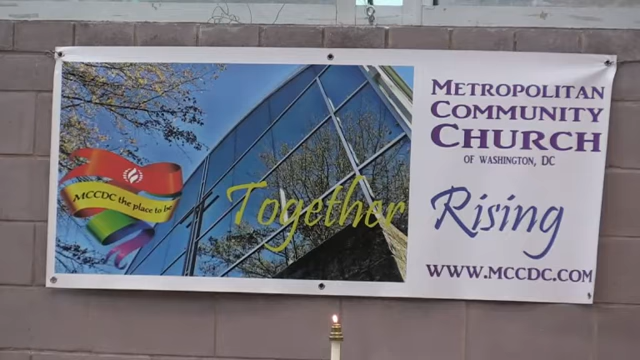 METROPOLITAN
COMMUNITY
CHURCH
OF WASHINGTON, DC
MCCDC the place to be
Together Rising
WWW.MCCDC.COM